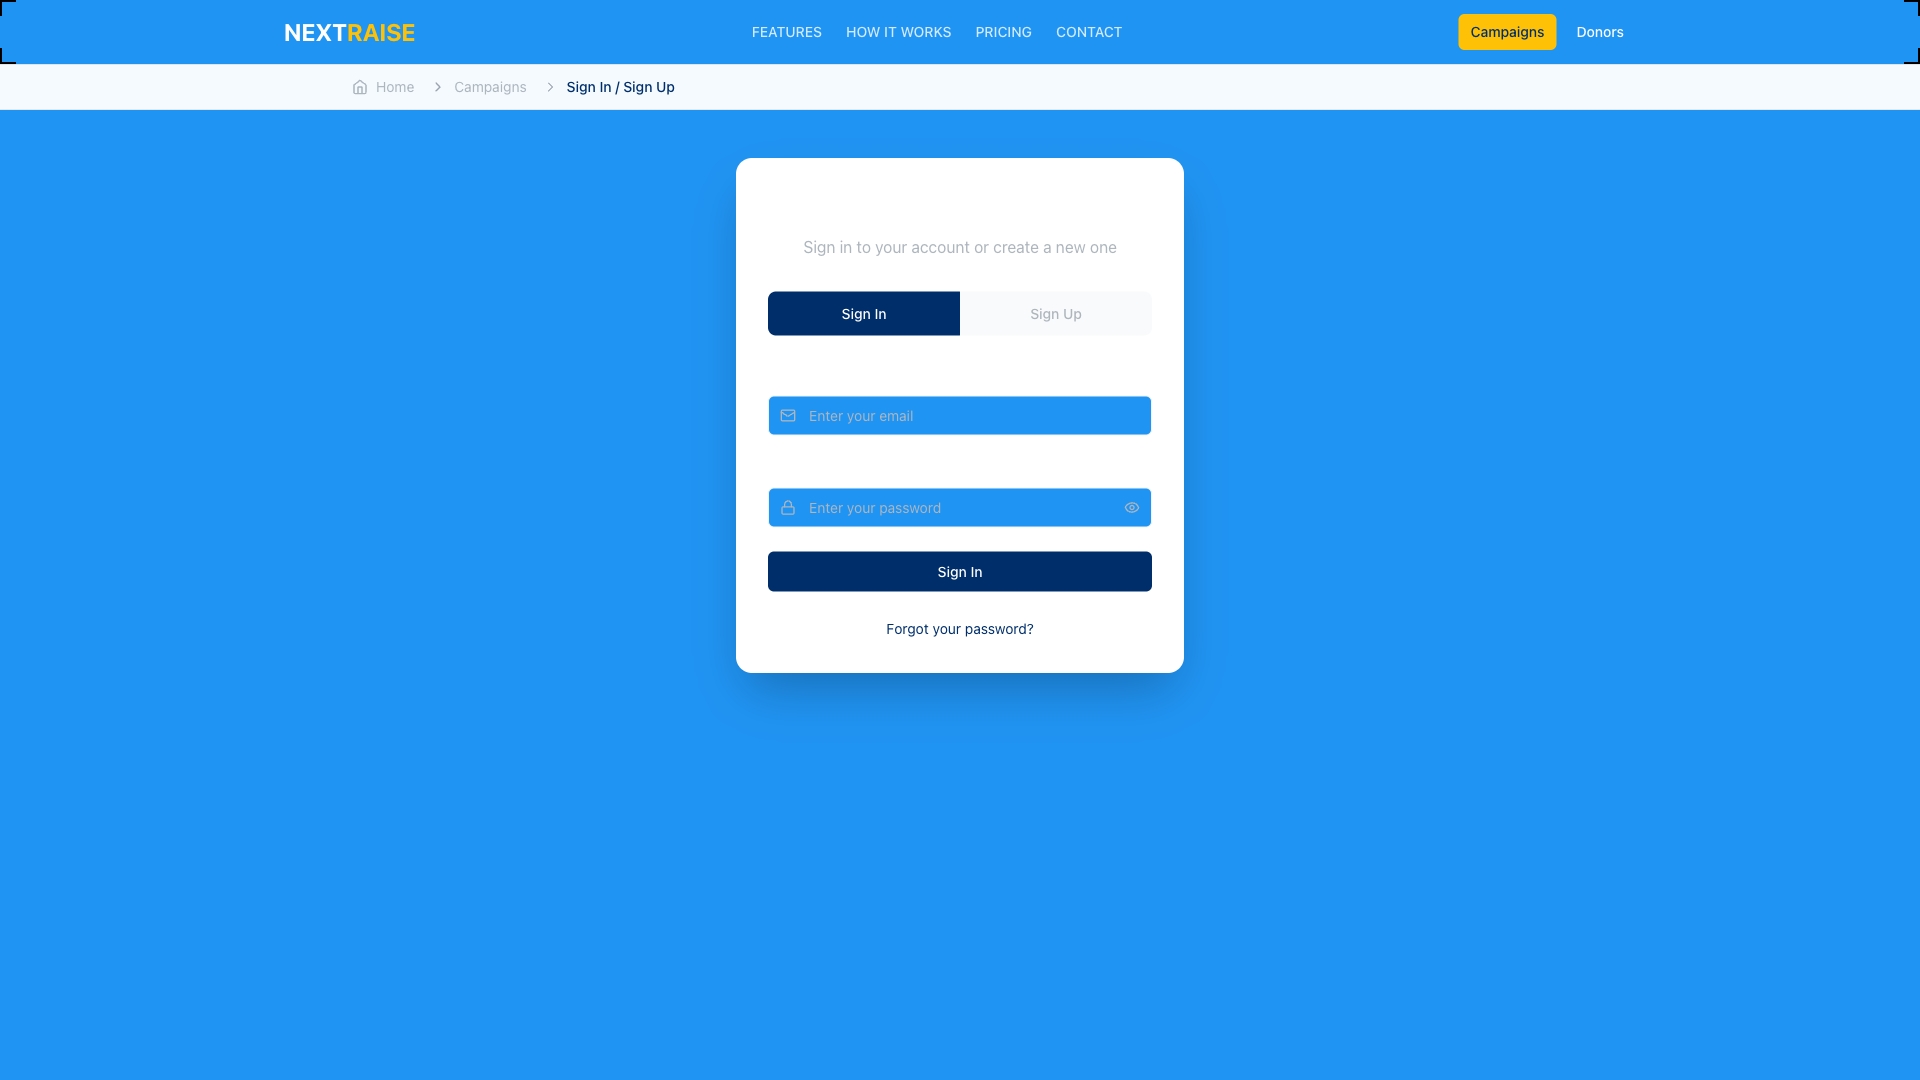 NEXTRAISE
FEATURES HOW IT WORKS PRICING CONTACT
Campaigns Donors
Home Campaigns Sign In / Sign Up
Sign in to your account or create a new one
Sign In Sign Up
Enter your email
Enter your password
Sign In
Forgot your password?